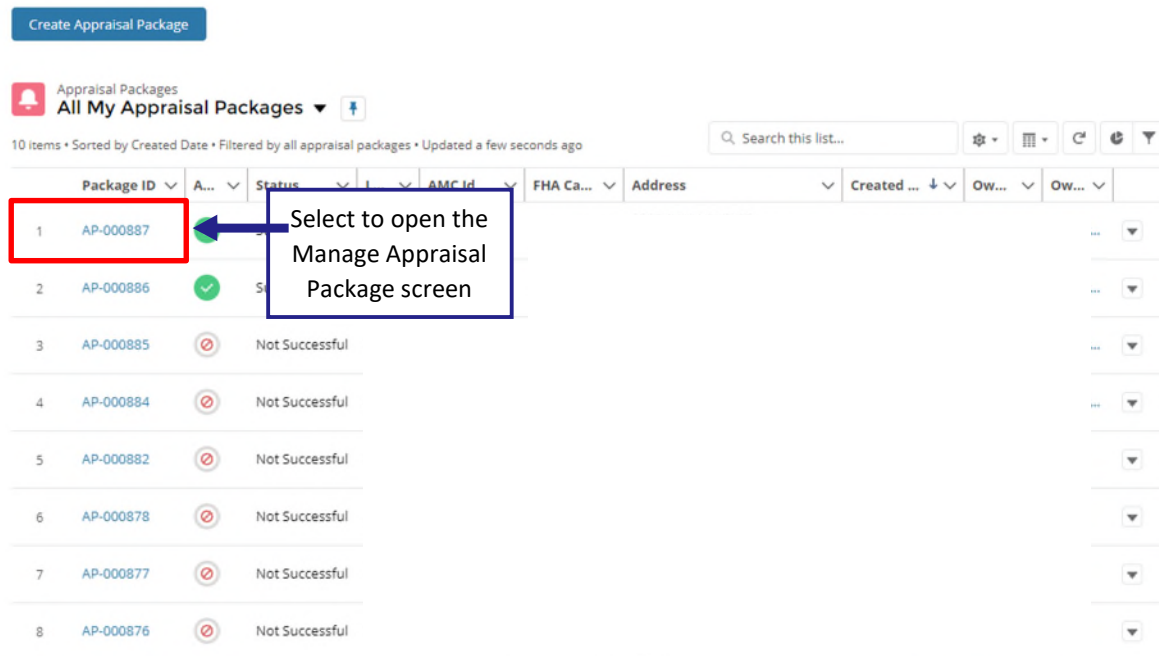 Create Appraisal Package
Appraisal Packages
All My Appraisal Packages
10 items • Sorted by Created Date • Filtered by all appraisal packages • Updated a few seconds ago
Search this list...
Package ID A... Status L... AMC Id FHA Ca... Address Created ... Ow... Ow...
1 AP-000887 ...
Select to open the
Manage Appraisal
Package screen
2 AP-000886 ...
3 AP-000885 Not Successful ...
4 AP-000884 Not Successful ...
5 AP-000882 Not Successful
6 AP-000878 Not Successful
7 AP-000877 Not Successful
8 AP-000876 Not Successful